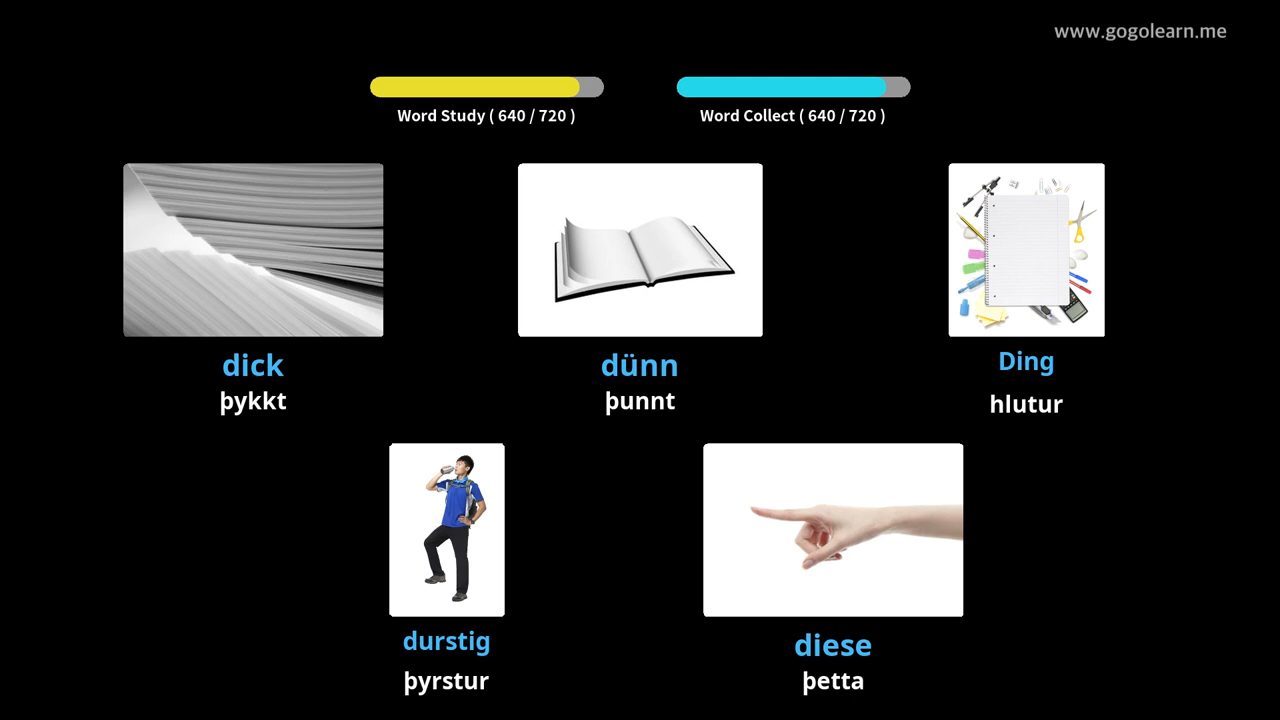 www.gogolearn.me
Word Study ( 640 / 720 )
Word Collect ( 640 / 720 )
dick
þykkt
dünn
þunnt
Ding
hlutur
durstig
þyrstur
diese
þetta